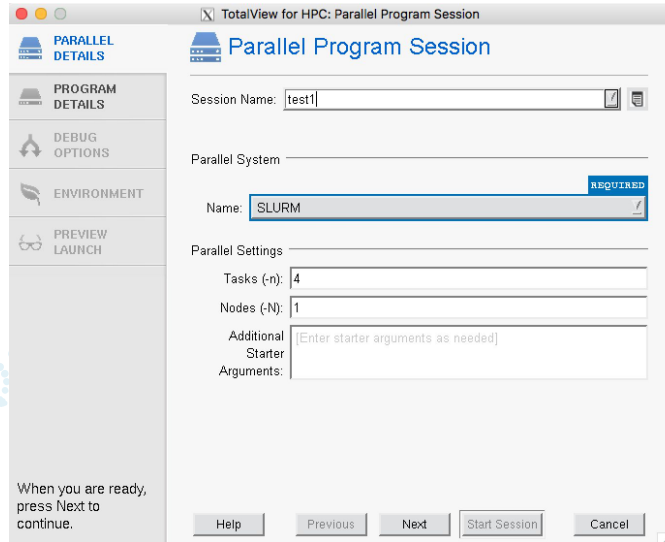 TotalView for HPC: Parallel Program Session
PARALLEL
DETAILS
PROGRAM
DETAILS
DEBUG
OPTIONS
ENVIRONMENT
PREVIEW
LAUNCH
When you are ready,
press Next to
continue.
Parallel Program Session
Session Name: test1
Parallel System
REQUIRED
Name: SLURM
Parallel Settings
Tasks (-n): 4
Nodes (-N): 1
Additional
Starter
Arguments:
[Enter starter arguments as needed]
Help Previous Next Start Session Cancel